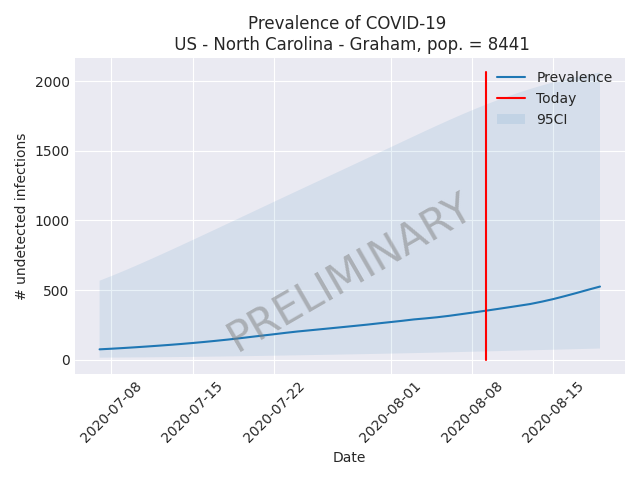 Prevalence of COVID-19
US - North Carolina - Graham, pop. = 8441
Prevalence
Today
95CI
2000
1500
1000
500
0
# undetected infections
PRELIMINARY
2020-07-08
2020-07-15
2020-07-22
2020-08-01
2020-08-08
2020-08-15
Date